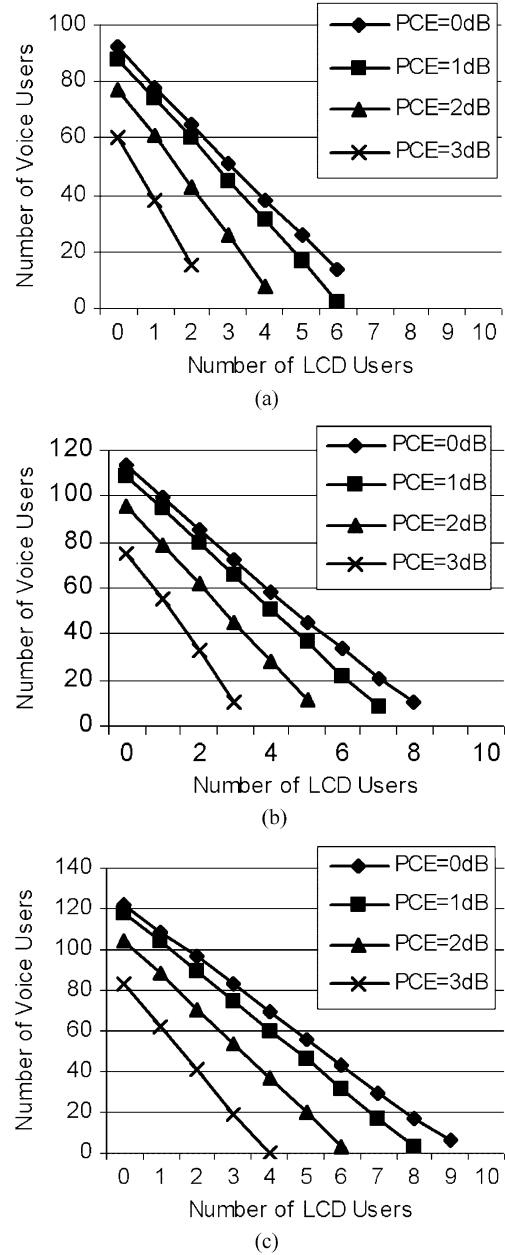 100
80
60
40
20
0
Number of Voice Users
0 1 2 3 4 5 6 7 8 9 10
Number of LCD Users
PCE=0dB
PCE=1dB
PCE=2dB
PCE=3dB
(a)
120
100
80
60
40
20
0
Number of Voice Users
0 2 4 6 8 10
Number of LCD Users
PCE=0dB
PCE=1dB
PCE=2dB
PCE=3dB
(b)
140
120
100
80
60
40
20
0
Number of Voice Users
0 1 2 3 4 5 6 7 8 9 10
Number of LCD Users
PCE=0dB
PCE=1dB
PCE=2dB
PCE=3dB
(c)